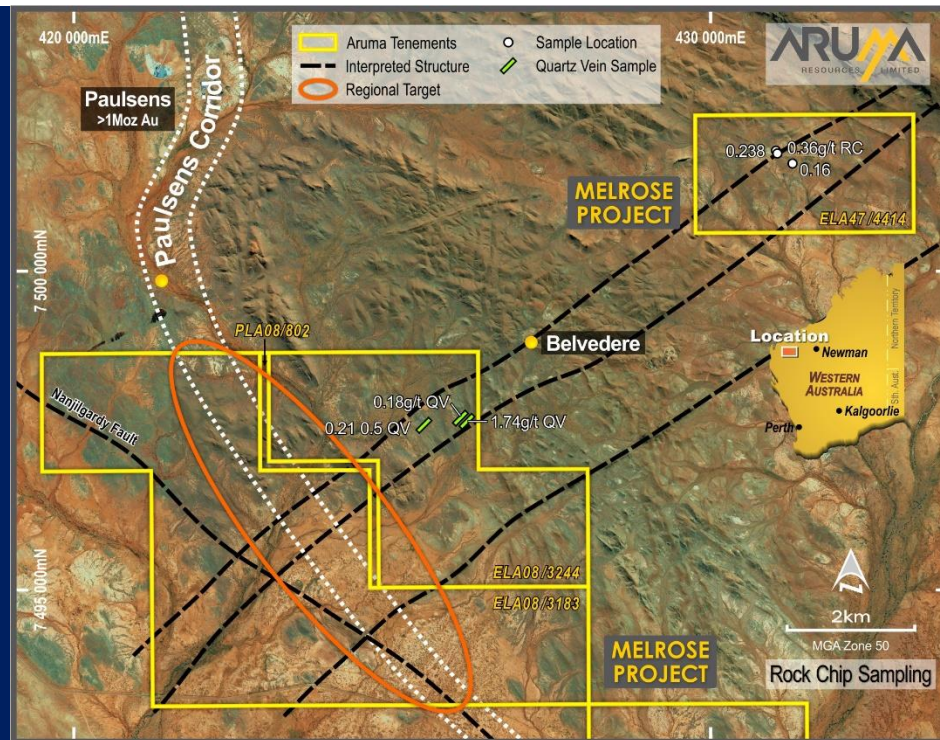 420 000mE
430 000mE
Aruma Tenements
Interpreted Structure
Regional Target
Sample Location
Quartz Vein Sample
ARUMA
RESOURCES LIMITED
Paulsens
>1Moz Au
Paulsens Corridor
0.238
0.36g/t RC
0.16
MELROSE
PROJECT
ELA47/4414
7 500 000mN
PLA08/802
Belvedere
Location
Newman
WESTERN
AUSTRALIA
Kalgoorlie
Perth
Northern Territory
Sth. Aust.
Nanjilgardy Fault
0.18g/t QV
0.21 0.5 QV
1.74g/t QV
ELA08/3244
ELA08/3183
7 495 000mN
MELROSE
PROJECT
2km
MGA Zone 50
Rock Chip Sampling